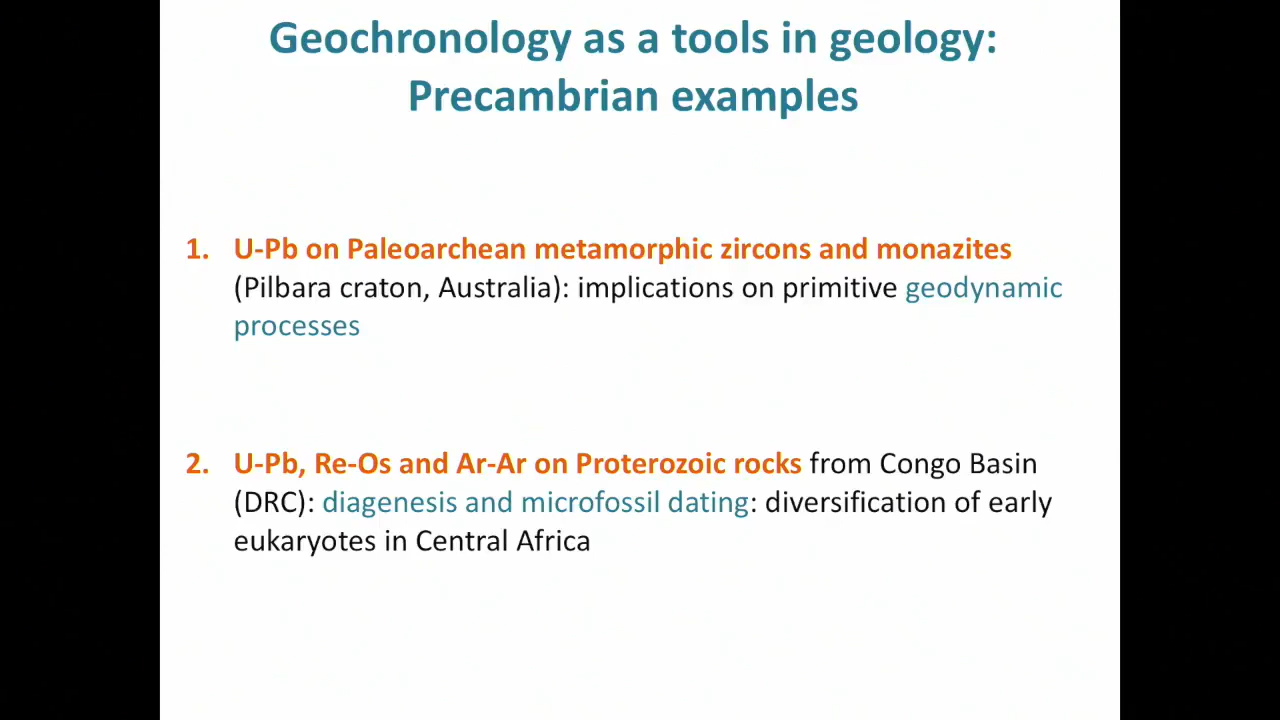 Geochronology as a tools in geology:
Precambrian examples
1. U-Pb on Paleoarchean metamorphic zircons and monazites
(Pilbara craton, Australia): implications on primitive geodynamic
processes
2. U-Pb, Re-Os and Ar-Ar on Proterozoic rocks from Congo Basin
(DRC): diagenesis and microfossil dating: diversification of early
eukaryotes in Central Africa